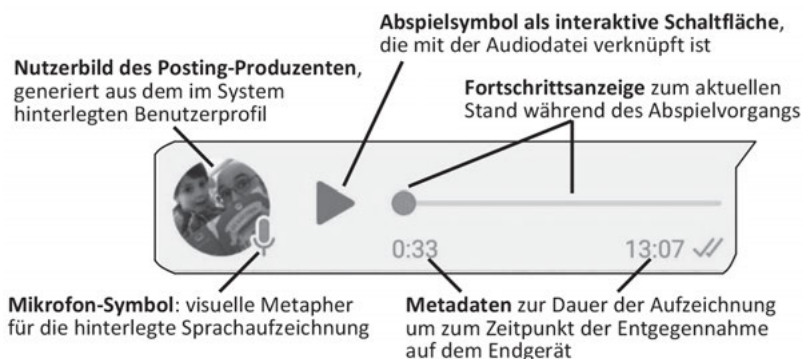 Abspielsymbol als interaktive Schaltfläche,
die mit der Audiodatei verknüpft ist
Nutzerbild des Posting-Produzenten,
generiert aus dem im System
hinterlegten Benutzerprofil
Fortschrittsanzeige zum aktuellen
Stand während des Abspielvorgangs
0:33
13:07
Mikrofon-Symbol: visuelle Metapher
für die hinterlegte Sprachaufzeichnung
Metadaten zur Dauer der Aufzeichnung
um zum Zeitpunkt der Entgegennahme
auf dem Endgerät